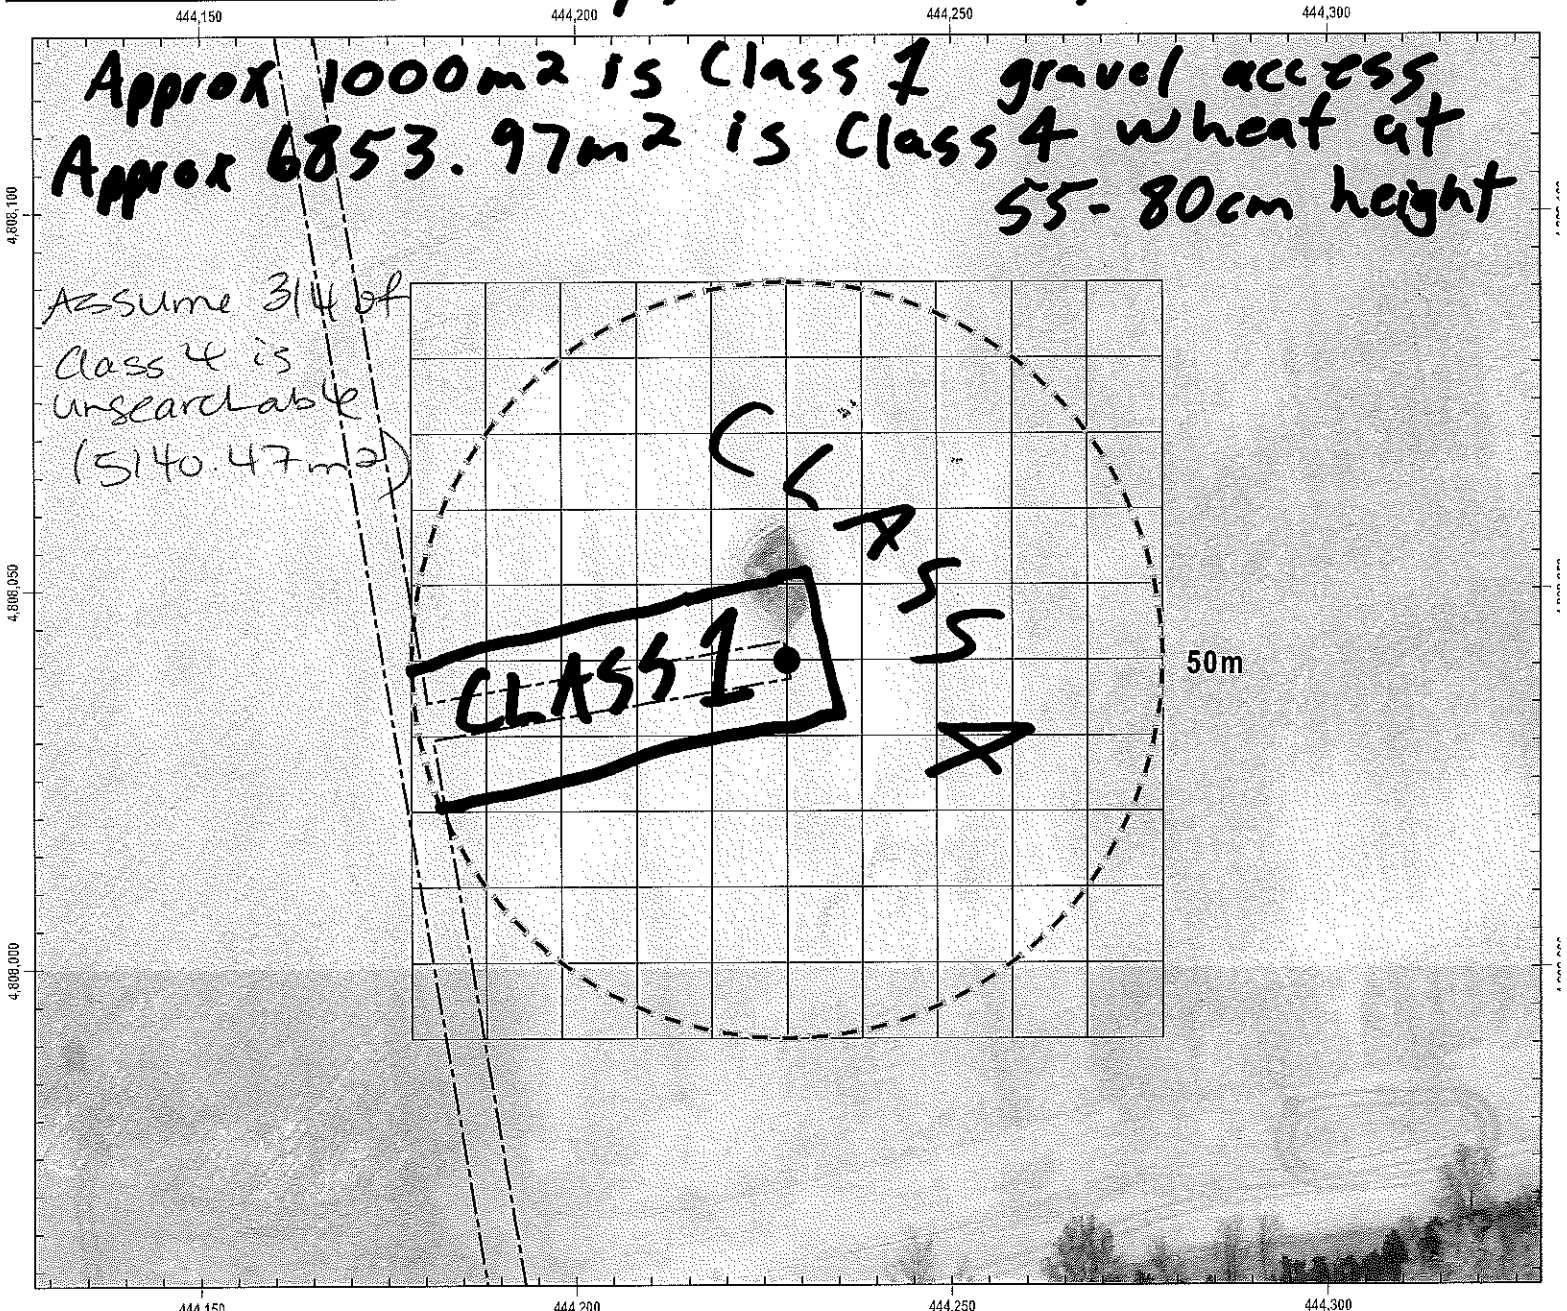 444,150 444,200 444,250 444,300
Approx 1000m2 is Class 1 gravel access
Approx 6853.97m2 is Class 4 wheat at
55-80cm height
4,808,100
Assume 3/4 of
Class 4 is
unsearchable
(5140.47m2)
CLASS
4
4,808,050
CLASS 1
50m
4,808,000
444,150 444,200 444,250 444,300